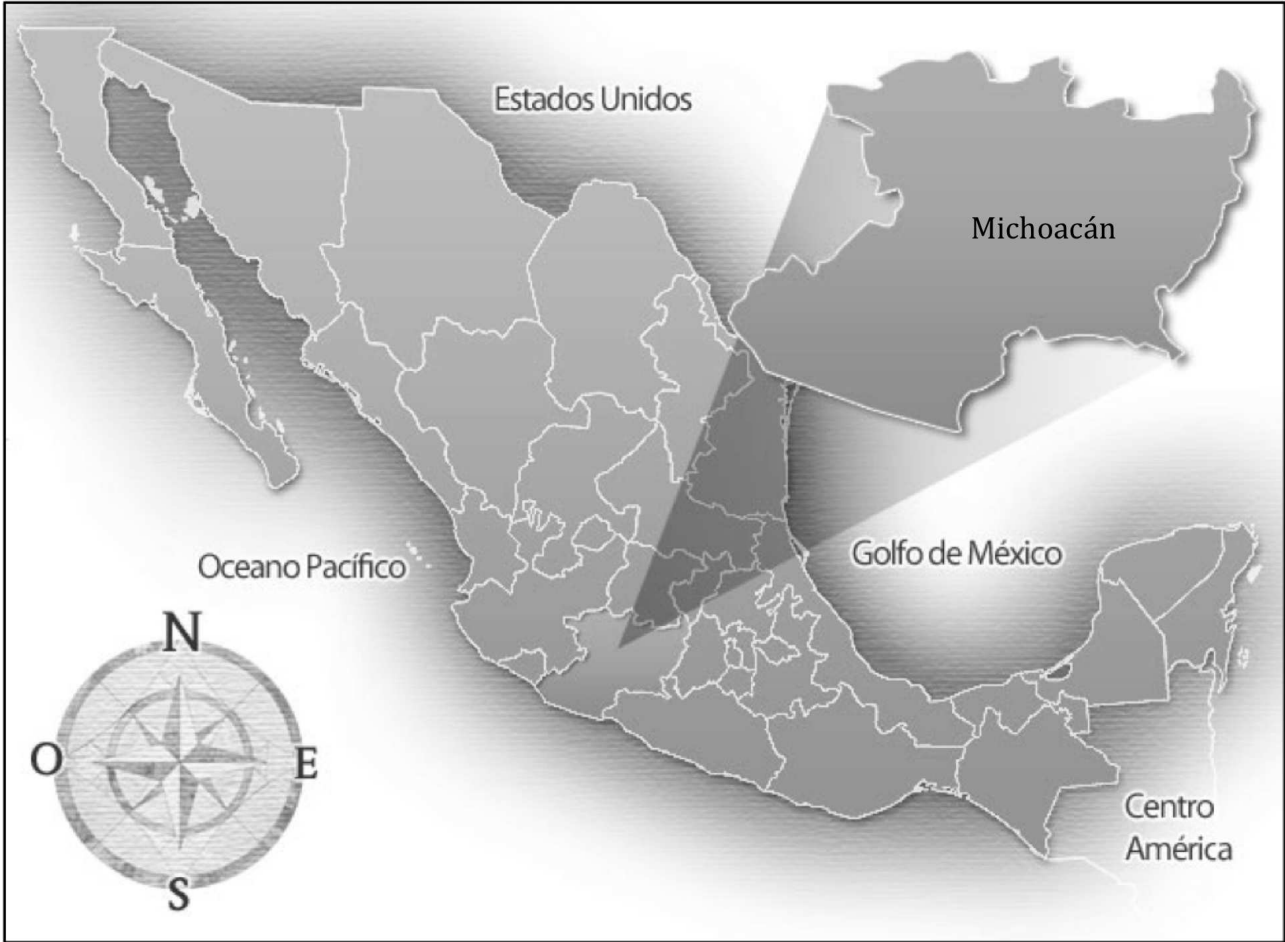 Estados Unidos
Michoacán
Golfo de México
Oceano Pacífico
N
O
E
S
Centro
América